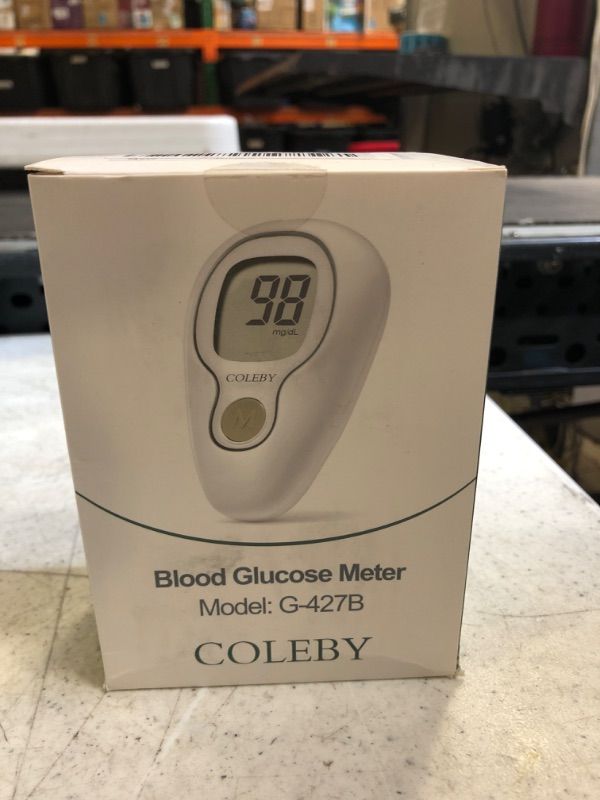 98
mg/dL
COLEBY
M
Blood Glucose Meter
Model: G-427B
COLEBY